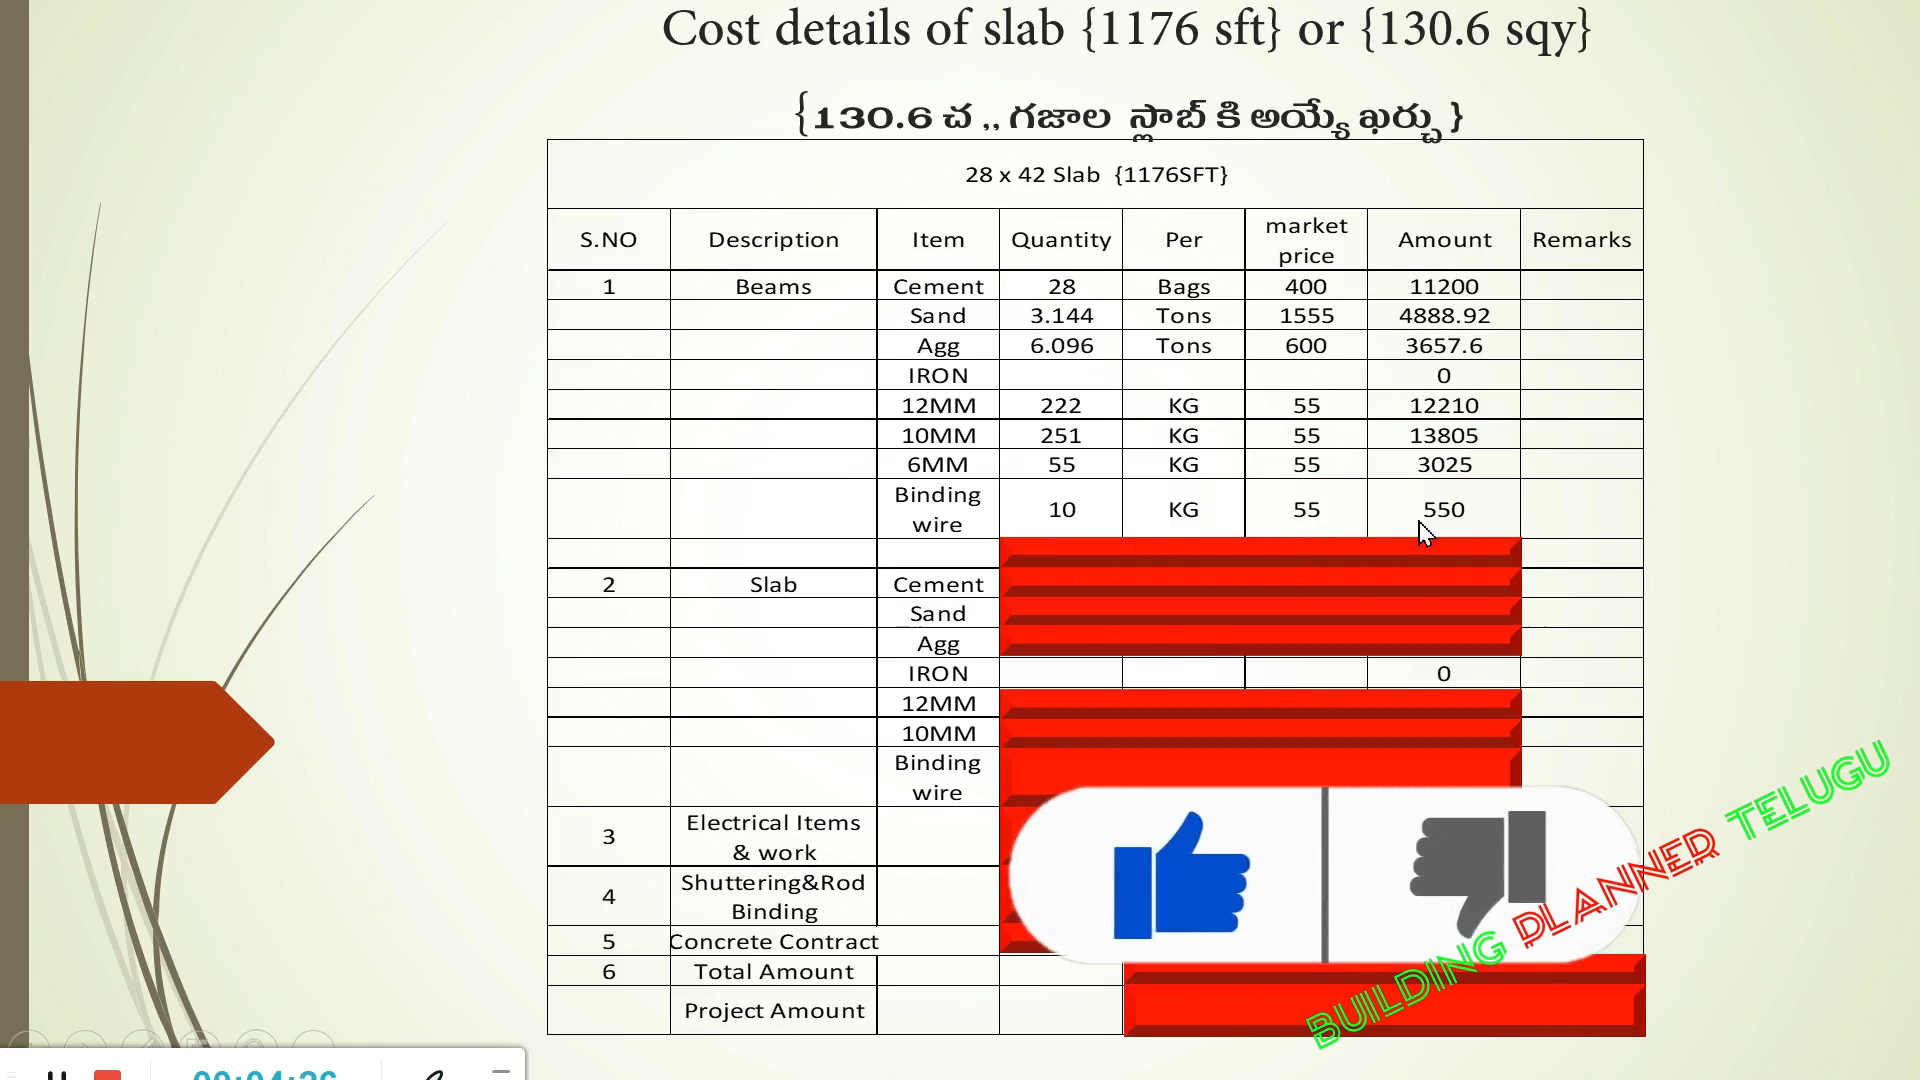 Cost details of slab {1176 sft} or {130.6 sqy}
{130.6 చ ,, గజాల స్లాబ్ కి అయ్యే ఖర్చు }
28 x 42 Slab {1176SFT}
S.NO Description Item Quantity Per market price Amount Remarks
1 Beams Cement 28 Bags 400 11200
Sand 3.144 Tons 1555 4888.92
Agg 6.096 Tons 600 3657.6
IRON 0
12MM 222 KG 55 12210
10MM 251 KG 55 13805
6MM 55 KG 55 3025
Binding wire 10 KG 55 550
2 Slab Cement
Sand
Agg
IRON 0
12MM
10MM
Binding wire
3 Electrical Items & work
4 Shuttering&Rod Binding
5 Concrete Contract
6 Total Amount
Project Amount
BUILDING PLANNER TELUGU
00:04:26